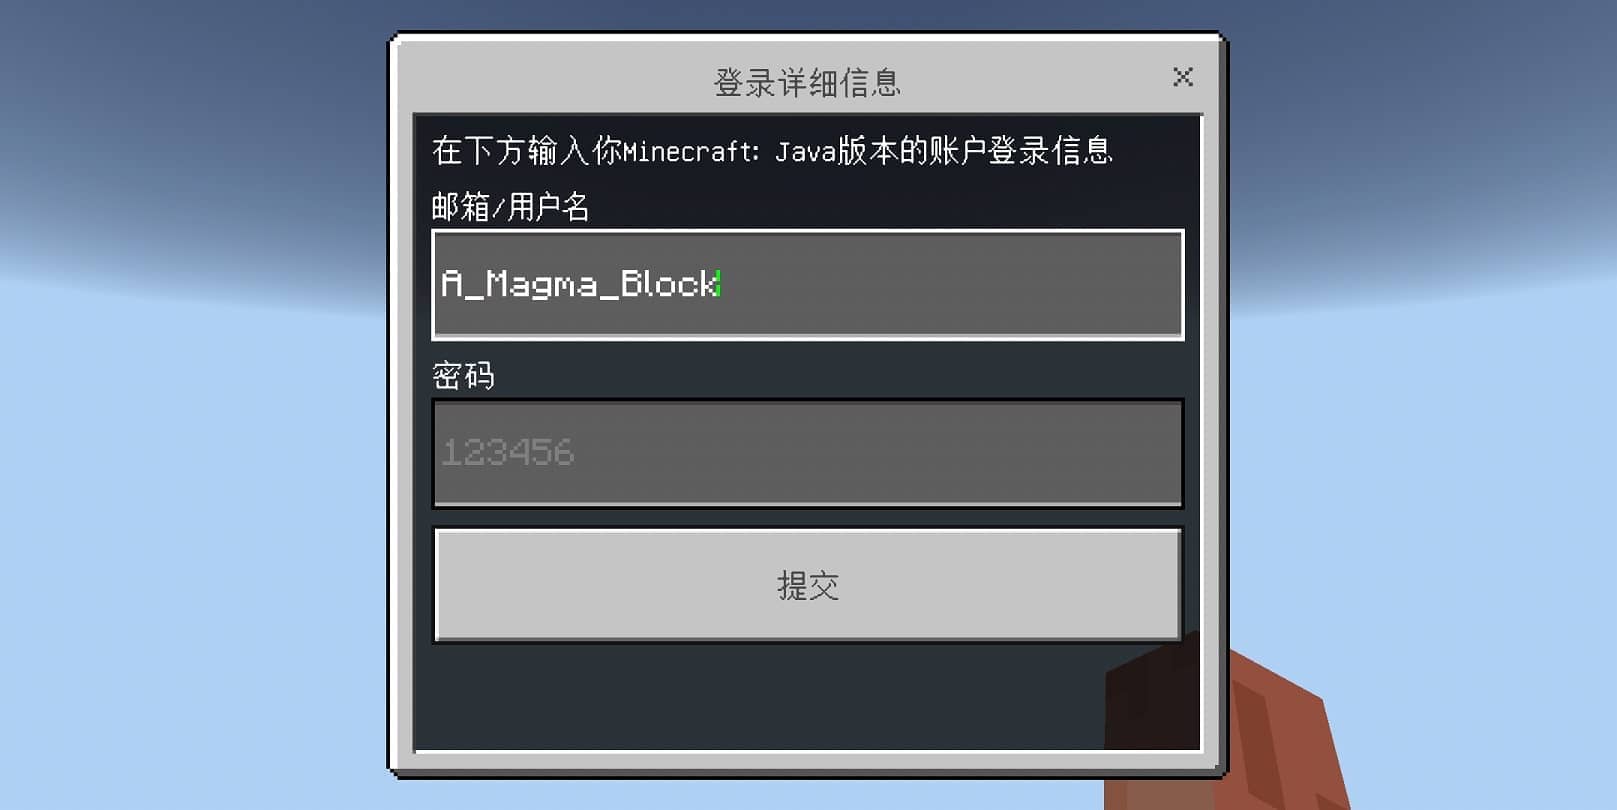 登录详细信息
在下方输入你Minecraft: Java版本的账户登录信息
邮箱/用户名
A_Magma_Block
密码
123456
提交